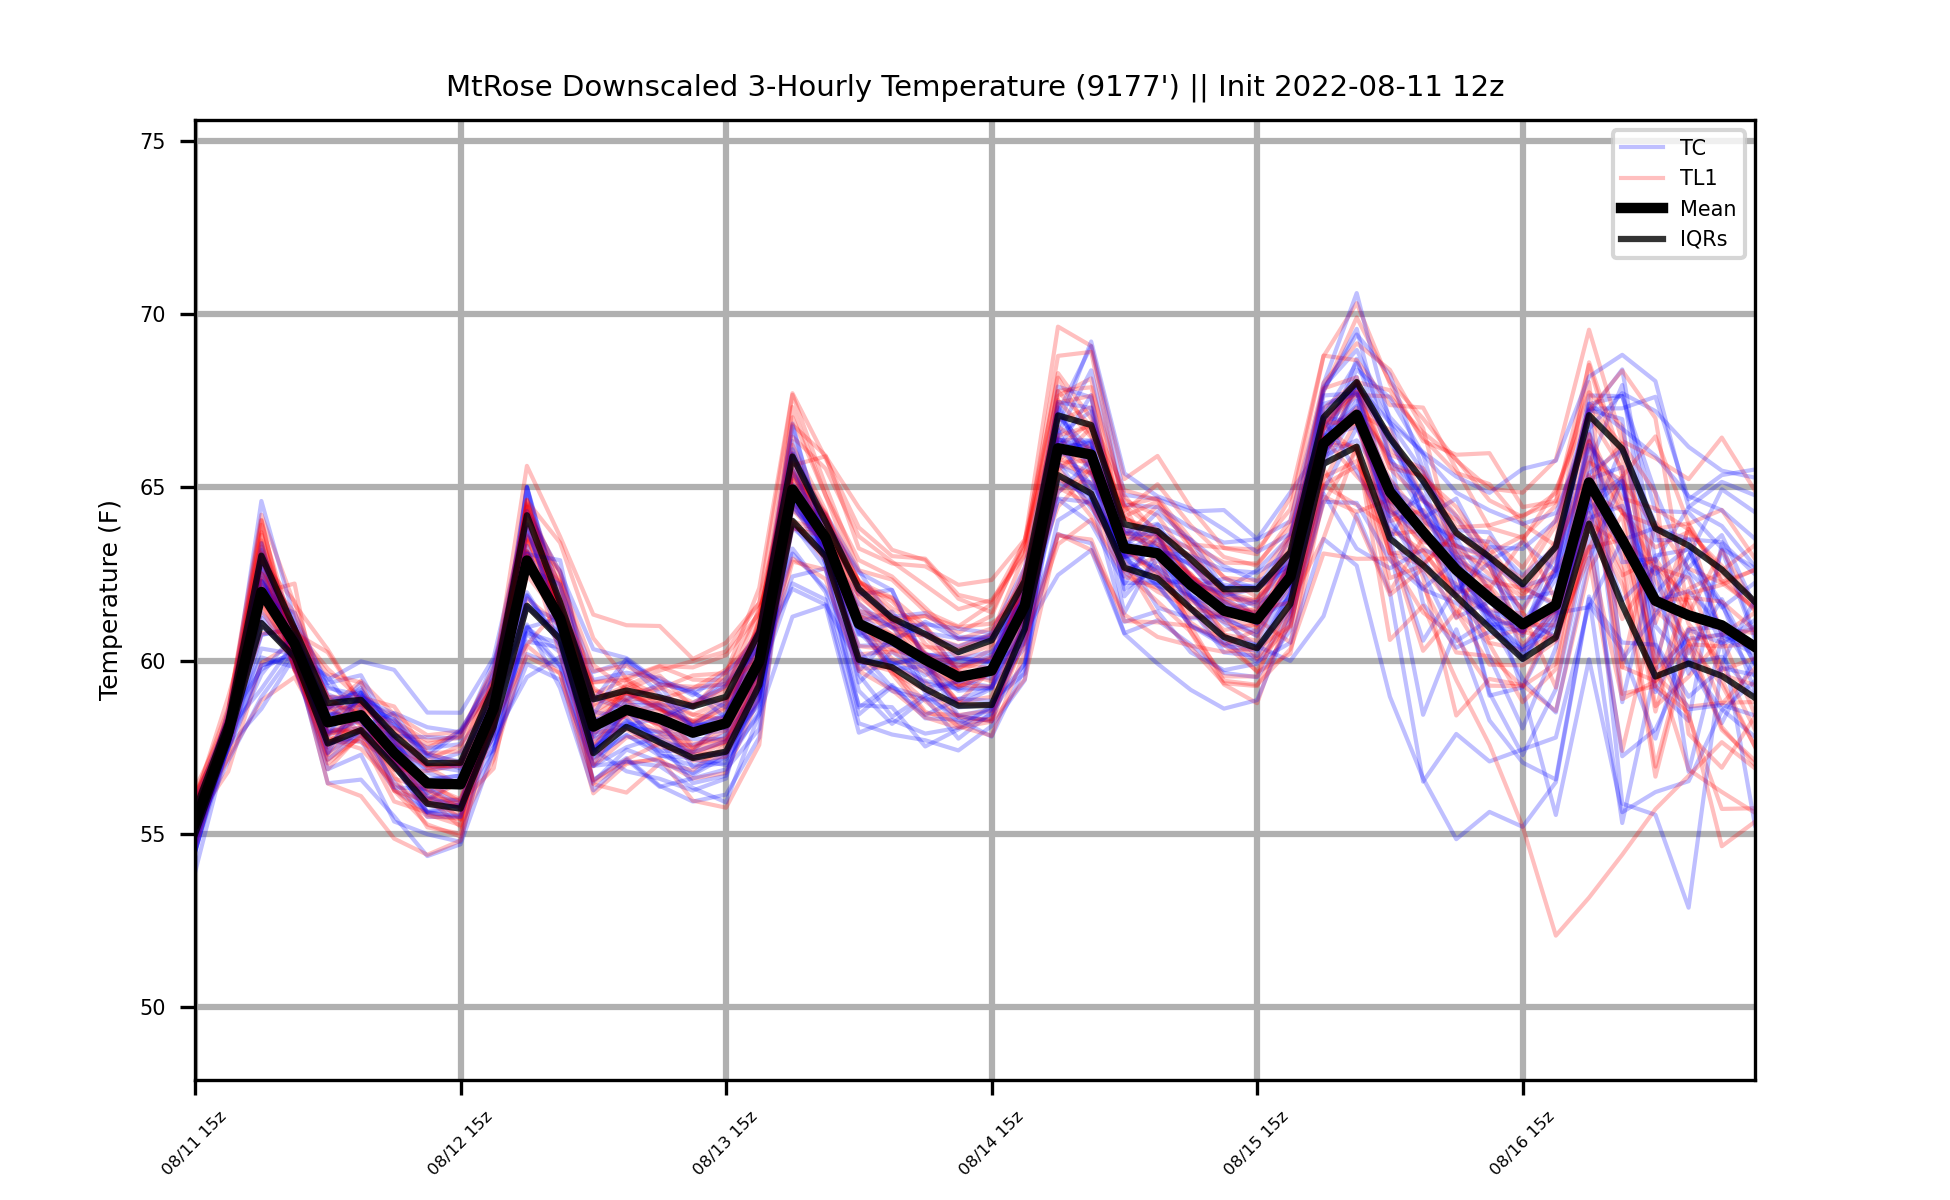 MtRose Downscaled 3-Hourly Temperature (9177') || Init 2022-08-11 12z
TC
TL1
Mean
IQRs
Temperature (F)
75
70
65
60
55
50
08/11 15z
08/12 15z
08/13 15z
08/14 15z
08/15 15z
08/16 15z